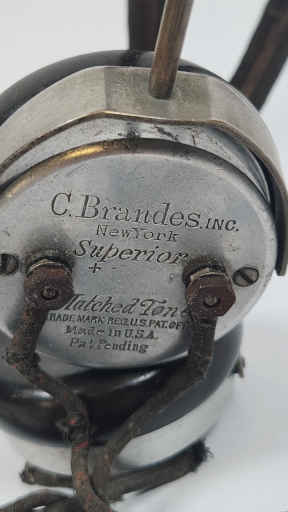 C. Brandes. INC.
New York
Superior
+ -
Matched Tone
TRADE MARK REG. U.S. PAT. OFF
Made in U.S.A.
Pat. Pending